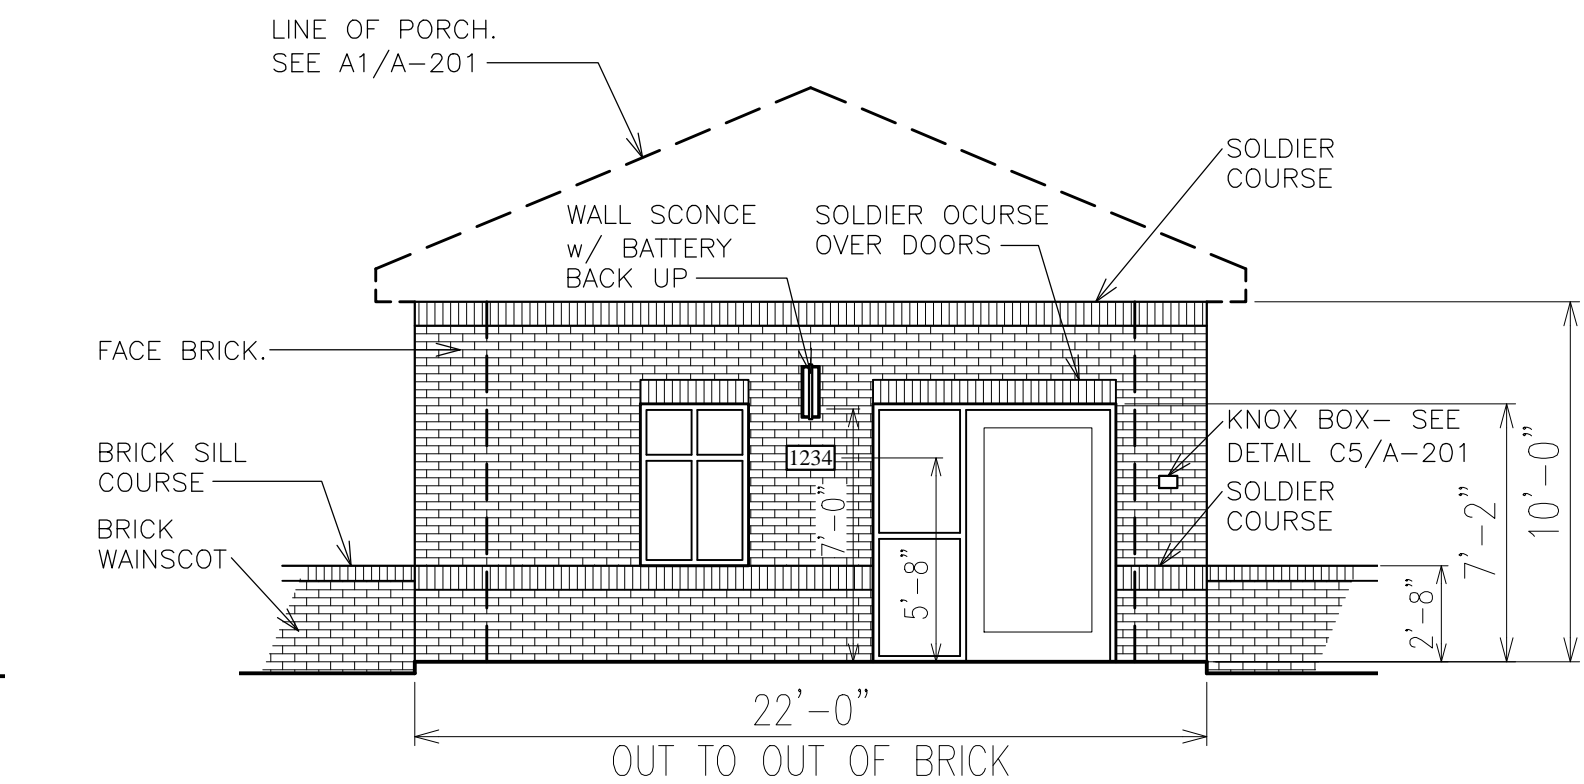 LINE OF PORCH.
SEE A1/A-201
SOLDIER
COURSE
WALL SCONCE
w/ BATTERY
BACK UP
SOLDIER OCURSE
OVER DOORS
FACE BRICK.
BRICK SILL
COURSE
BRICK
WAINSCOT
1234
KNOX BOX- SEE
DETAIL C5/A-201
SOLDIER
COURSE
7'-0"
5'-8"
2'-8"
7'-2"
10'-0"
22'-0"
OUT TO OUT OF BRICK